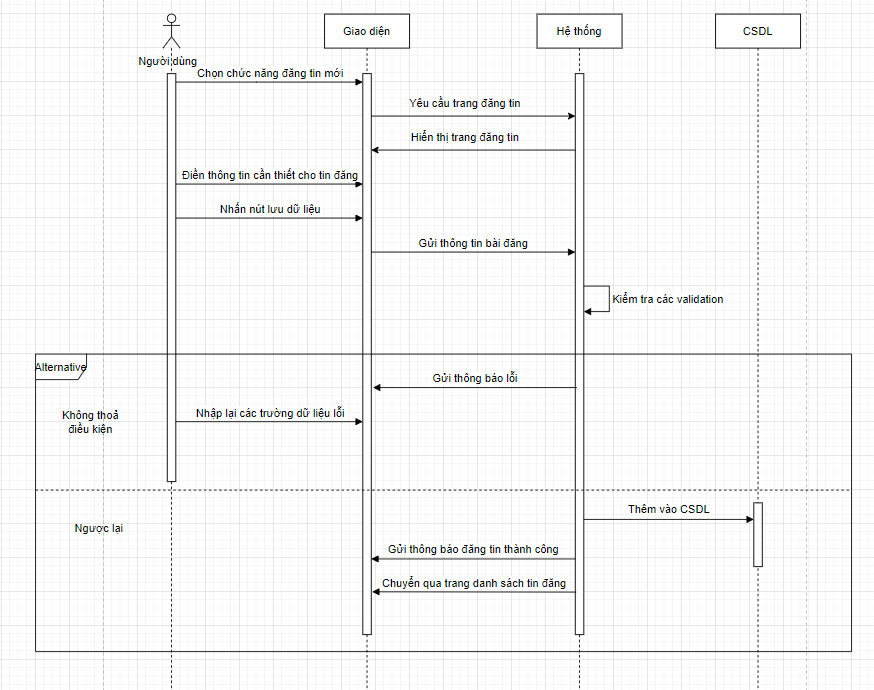 Người dùng
Giao diện
Hệ thống
CSDL
Chọn chức năng đăng tin mới
Yêu cầu trang đăng tin
Hiển thị trang đăng tin
Điền thông tin cần thiết cho tin đăng
Nhấn nút lưu dữ liệu
Gửi thông tin bài đăng
Kiểm tra các validation
Alternative
Gửi thông báo lỗi
Không thoả
điều kiện
Nhập lại các trường dữ liệu lỗi
Thêm vào CSDL
Ngược lại
Gửi thông báo đăng tin thành công
Chuyển qua trang danh sách tin đăng